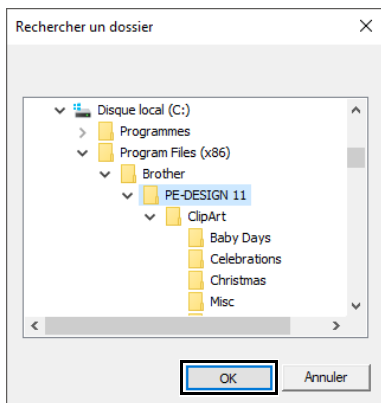 Rechercher un dossier
Disque local (C:)
Programmes
Program Files (x86)
Brother
PE-DESIGN 11
ClipArt
Baby Days
Celebrations
Christmas
Misc
OK Annuler